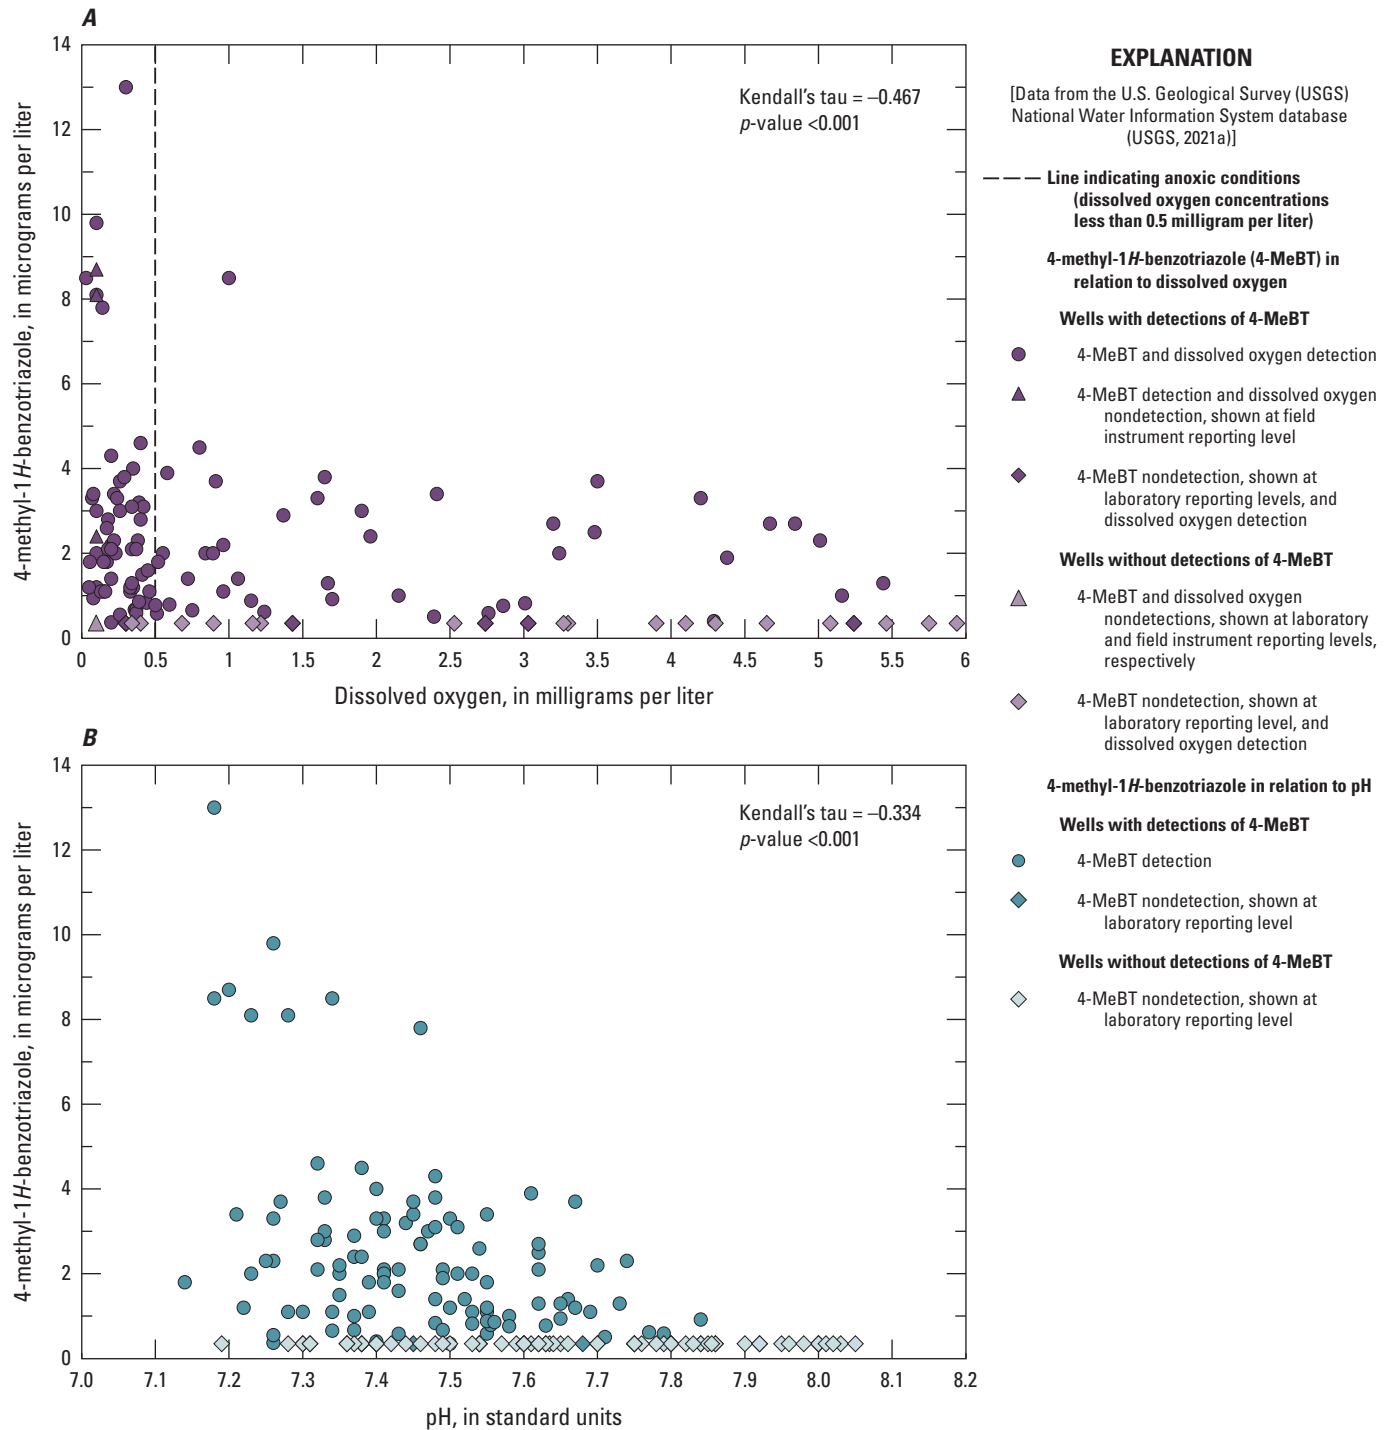 A
14
12
10
8
6
4
2
0
4-methyl-1H-benzotriazole, in micrograms per liter
Kendall's tau = –0.467
p-value <0.001
0 0.5 1 1.5 2 2.5 3 3.5 4 4.5 5 5.5 6
Dissolved oxygen, in milligrams per liter
B
14
12
10
8
6
4
2
0
4-methyl-1H-benzotriazole, in micrograms per liter
Kendall's tau = –0.334
p-value <0.001
7.0 7.1 7.2 7.3 7.4 7.5 7.6 7.7 7.8 7.9 8.0 8.1 8.2
pH, in standard units
EXPLANATION
[Data from the U.S. Geological Survey (USGS)
National Water Information System database
(USGS, 2021a)]
Line indicating anoxic conditions
(dissolved oxygen concentrations
less than 0.5 milligram per liter)
4-methyl-1H-benzotriazole (4-MeBT) in
relation to dissolved oxygen
Wells with detections of 4-MeBT
4-MeBT and dissolved oxygen detection
4-MeBT detection and dissolved oxygen
nondetection, shown at field
instrument reporting level
4-MeBT nondetection, shown at
laboratory reporting levels, and
dissolved oxygen detection
Wells without detections of 4-MeBT
4-MeBT and dissolved oxygen
nondetections, shown at laboratory
and field instrument reporting levels,
respectively
4-MeBT nondetection, shown at
laboratory reporting level, and
dissolved oxygen detection
4-methyl-1H-benzotriazole in relation to pH
Wells with detections of 4-MeBT
4-MeBT detection
4-MeBT nondetection, shown at
laboratory reporting level
Wells without detections of 4-MeBT
4-MeBT nondetection, shown at
laboratory reporting level